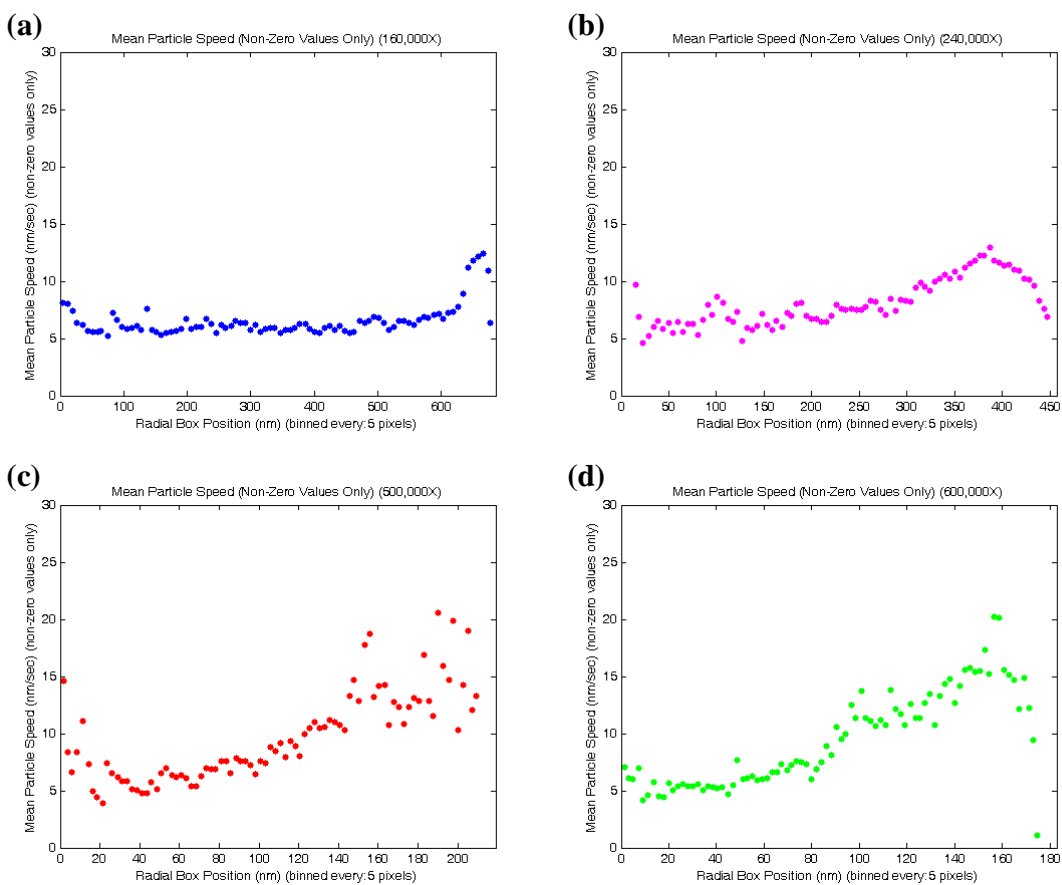 (a)
Mean Particle Speed (Non-Zero Values Only) (160,000X)
Mean Particle Speed (nm/sec) (non-zero values only)
30
25
20
15
10
5
0
0 100 200 300 400 500 600
Radial Box Position (nm) (binned every: 5 pixels)
(b)
Mean Particle Speed (Non-Zero Values Only) (240,000X)
Mean Particle Speed (nm/sec) (non-zero values only)
30
25
20
15
10
5
0
0 50 100 150 200 250 300 350 400 450
Radial Box Position (nm) (binned every: 5 pixels)
(c)
Mean Particle Speed (Non-Zero Values Only) (500,000X)
Mean Particle Speed (nm/sec) (non-zero values only)
30
25
20
15
10
5
0
0 20 40 60 80 100 120 140 160 180 200
Radial Box Position (nm) (binned every: 5 pixels)
(d)
Mean Particle Speed (Non-Zero Values Only) (600,000X)
Mean Particle Speed (nm/sec) (non-zero values only)
30
25
20
15
10
5
0
0 20 40 60 80 100 120 140 160 180
Radial Box Position (nm) (binned every: 5 pixels)